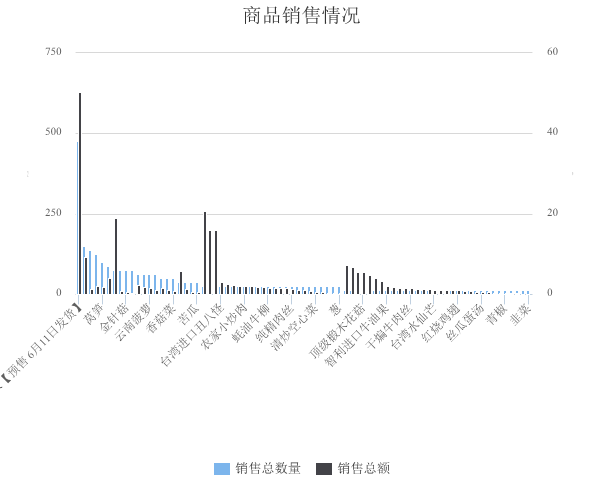 商品销售情况
750
60
500
40
250
20
0
0
【预售 6月11日发货】
莴笋
金针菇
云南菠萝
香菇菜
苦瓜
台湾进口丑八怪
农家小炒肉
蚝油牛柳
纯精肉丝
清炒空心菜
葱
顶级椴木花菇
智利进口牛油果
干煸牛肉丝
台湾水仙芒
红烧鸡翅
丝瓜蛋汤
青椒
韭菜
销售总数量
销售总额